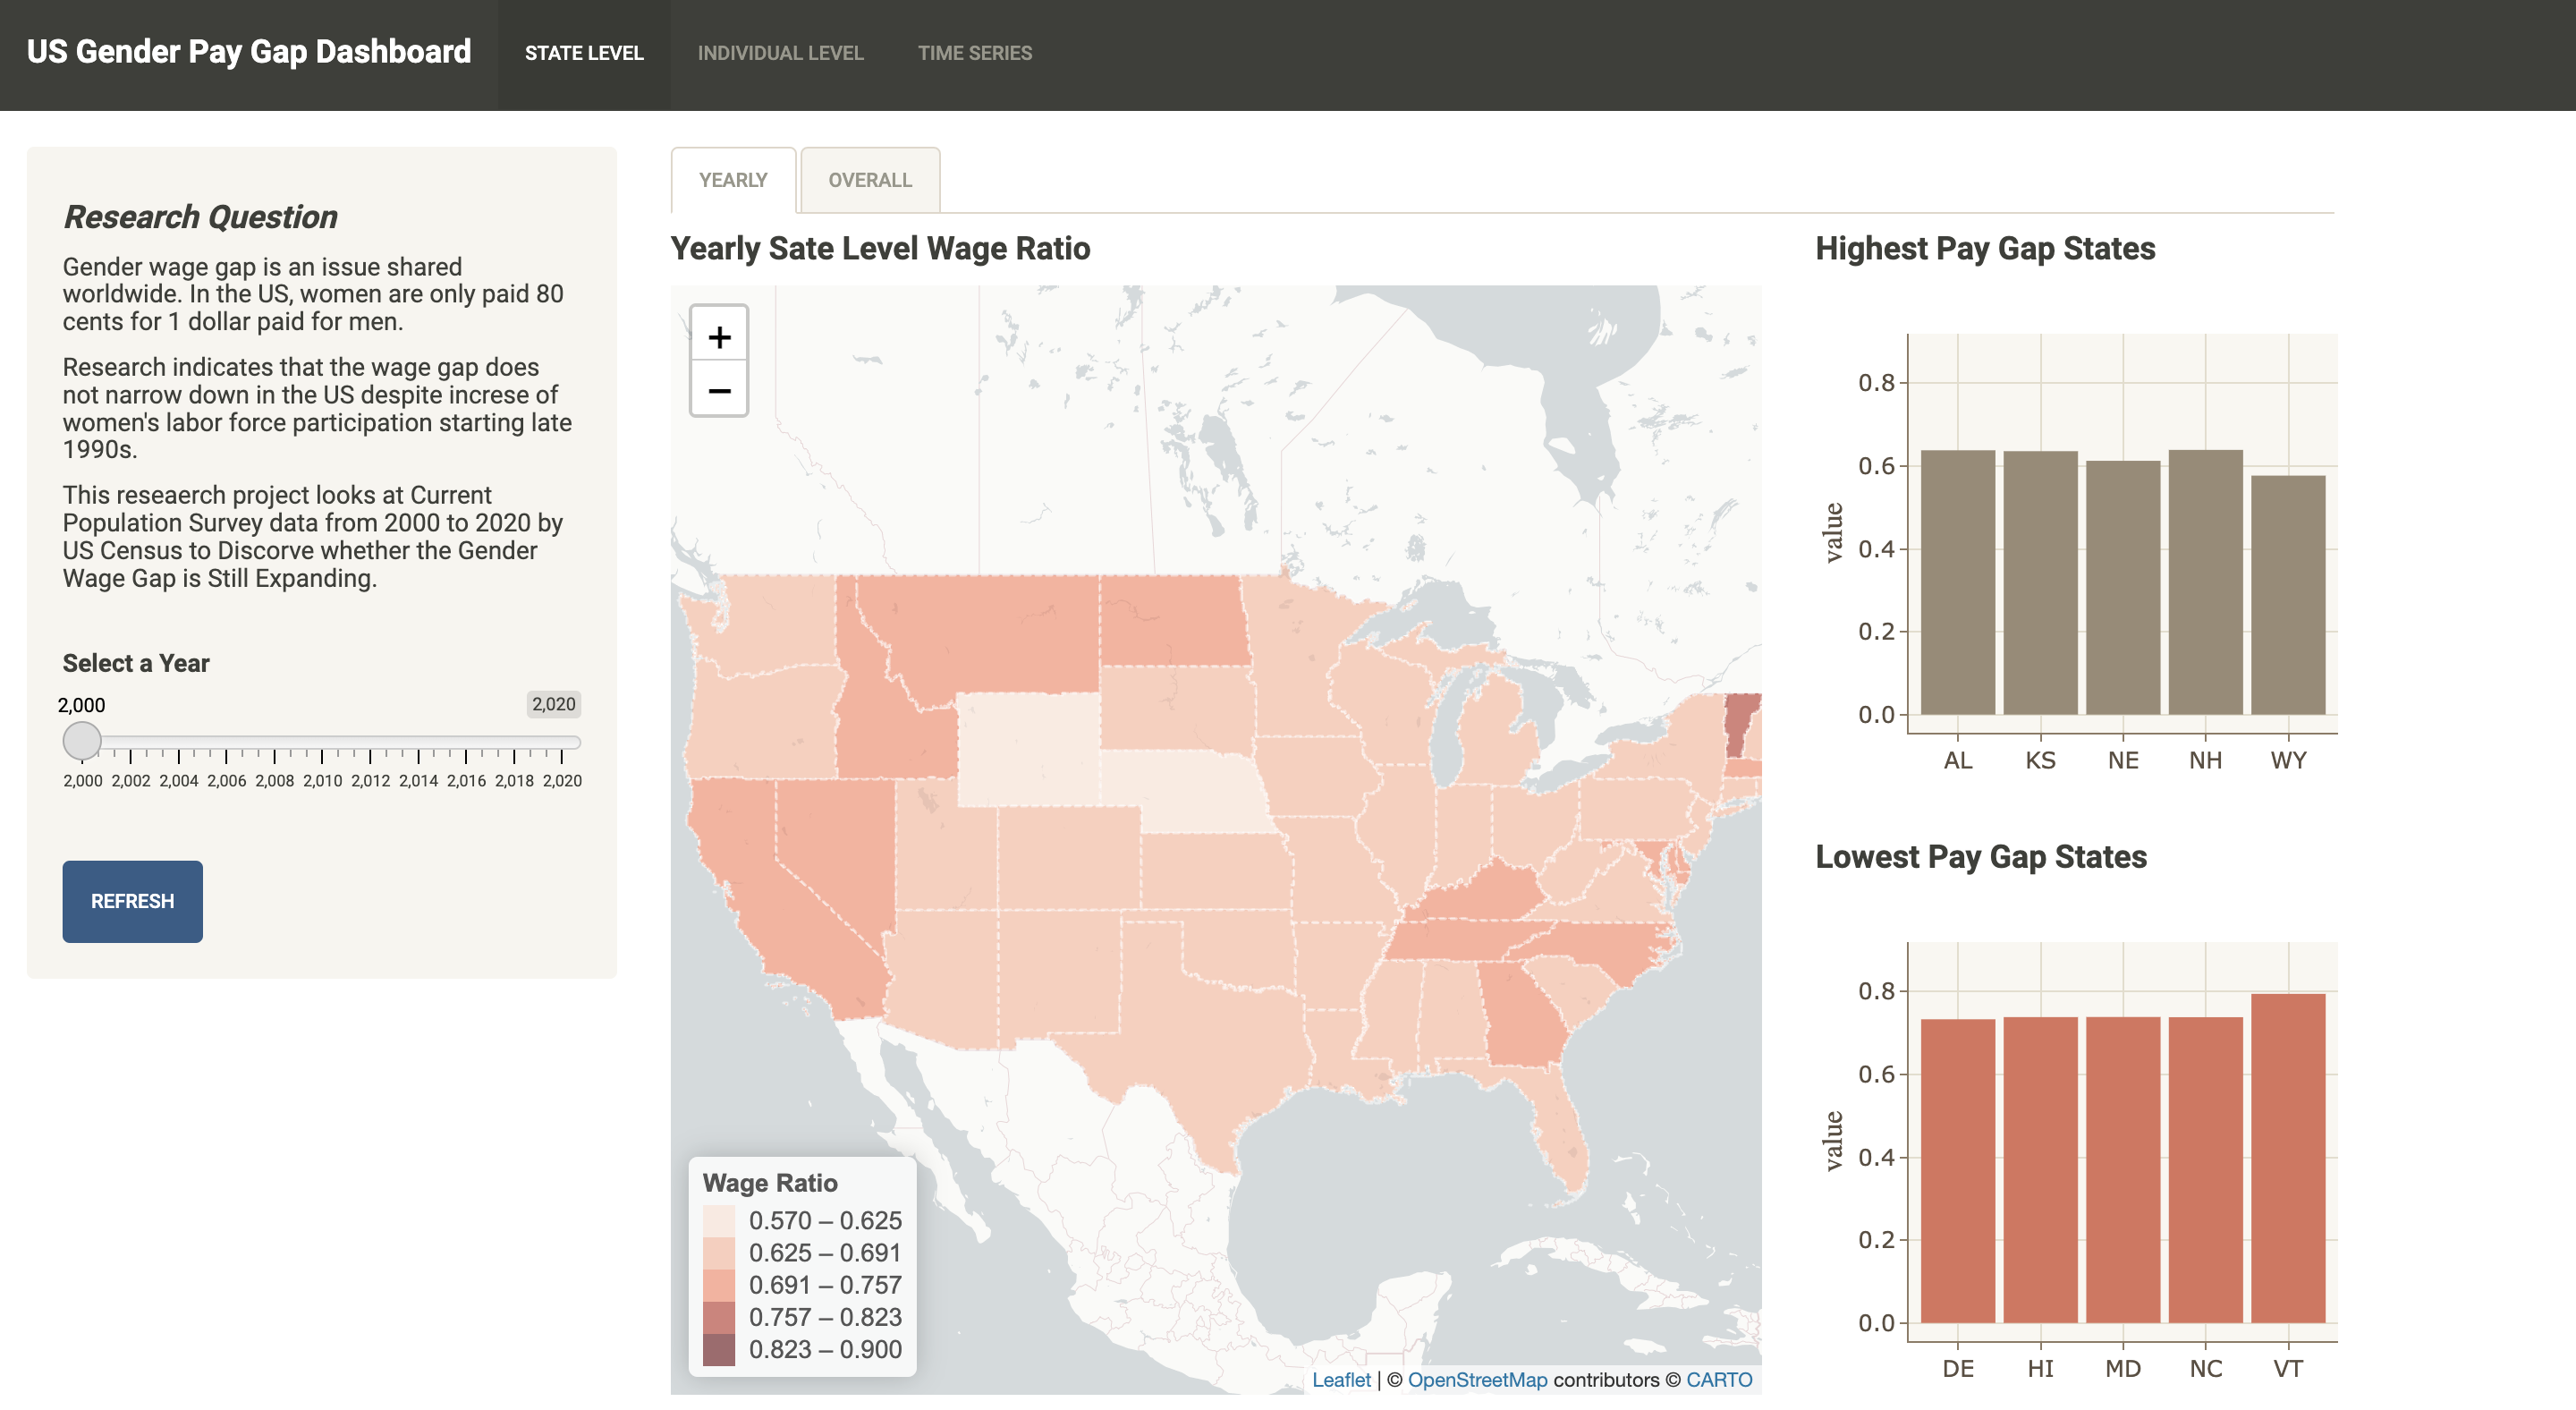 US Gender Pay Gap Dashboard
STATE LEVEL
INDIVIDUAL LEVEL
TIME SERIES
Research Question
Gender wage gap is an issue shared
worldwide. In the US, women are only paid 80
cents for 1 dollar paid for men.
Research indicates that the wage gap does
not narrow down in the US despite increse of
women's labor force participation starting late
1990s.
This reseaerch project looks at Current
Population Survey data from 2000 to 2020 by
US Census to Discorve whether the Gender
Wage Gap is Still Expanding.
Select a Year
2,000
2,020
2,000 2,002 2,004 2,006 2,008 2,010 2,012 2,014 2,016 2,018 2,020
REFRESH
YEARLY
OVERALL
Yearly Sate Level Wage Ratio
+
−
Wage Ratio
0.570 – 0.625
0.625 – 0.691
0.691 – 0.757
0.757 – 0.823
0.823 – 0.900
Leaflet | © OpenStreetMap contributors © CARTO
Highest Pay Gap States
value
0.8
0.6
0.4
0.2
0.0
AL KS NE NH WY
Lowest Pay Gap States
value
0.8
0.6
0.4
0.2
0.0
DE HI MD NC VT